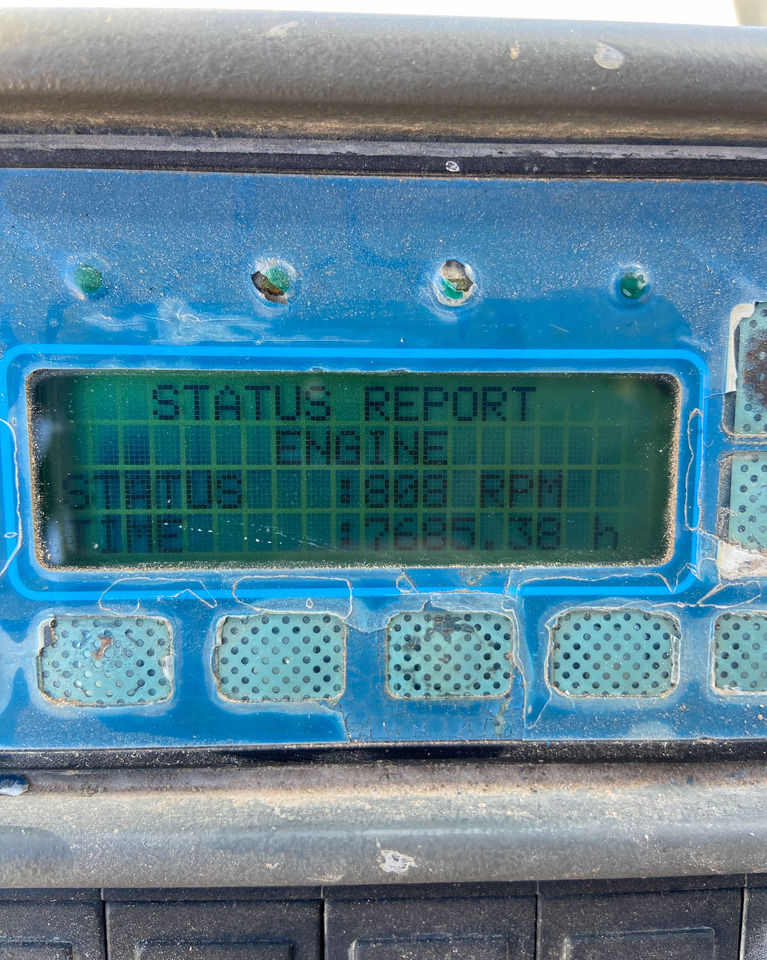 STATUS REPORT
ENGINE
STATUS :808 RPM
TIME :7685.38 h